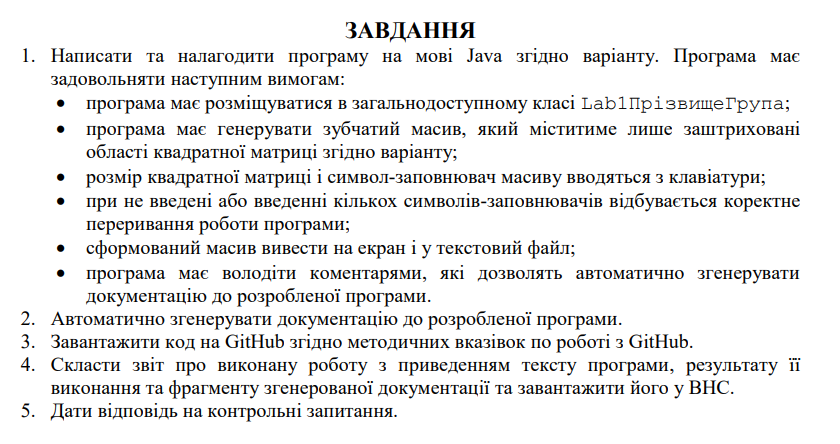 ЗАВДАННЯ
1. Написати та налагодити програму на мові Java згідно варіанту. Програма має
задовольняти наступним вимогам:
• програма має розміщуватися в загальнодоступному класі Lab1ПрізвищеГрупа;
• програма має генерувати зубчатий масив, який міститиме лише заштриховані
області квадратної матриці згідно варіанту;
• розмір квадратної матриці і символ-заповнювач масиву вводяться з клавіатури;
• при не введені або введенні кількох символів-заповнювачів відбувається коректне
переривання роботи програми;
• сформований масив вивести на екран і у текстовий файл;
• програма має володіти коментарями, які дозволять автоматично згенерувати
документацію до розробленої програми.
2. Автоматично згенерувати документацію до розробленої програми.
3. Завантажити код на GitHub згідно методичних вказівок по роботі з GitHub.
4. Скласти звіт про виконану роботу з приведенням тексту програми, результату її
виконання та фрагменту згенерованої документації та завантажити його у ВНС.
5. Дати відповідь на контрольні запитання.